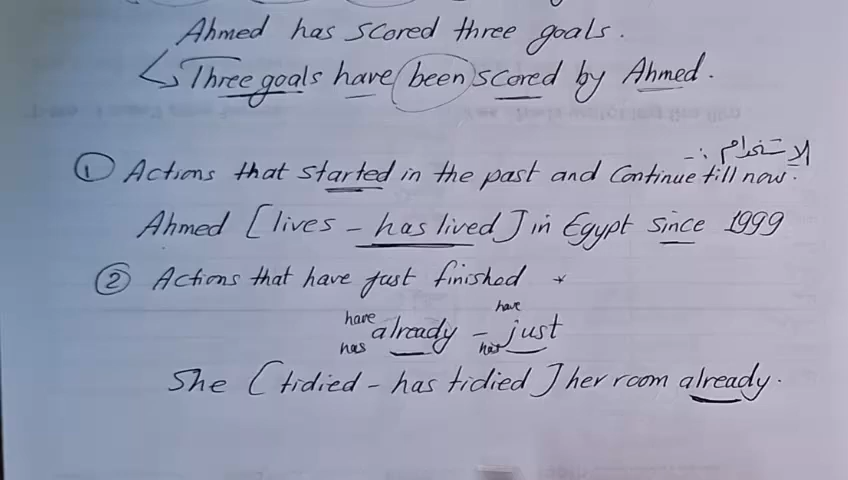 Ahmed has scored three goals.
Three goals have been scored by Ahmed.
الإستخدام :-
① Actions that started in the past and Continue till now.
Ahmed [lives - has lived] in Egypt since 1999
② Actions that have just finished *
have have
has already - has just
She [tidied - has tidied] her room already.